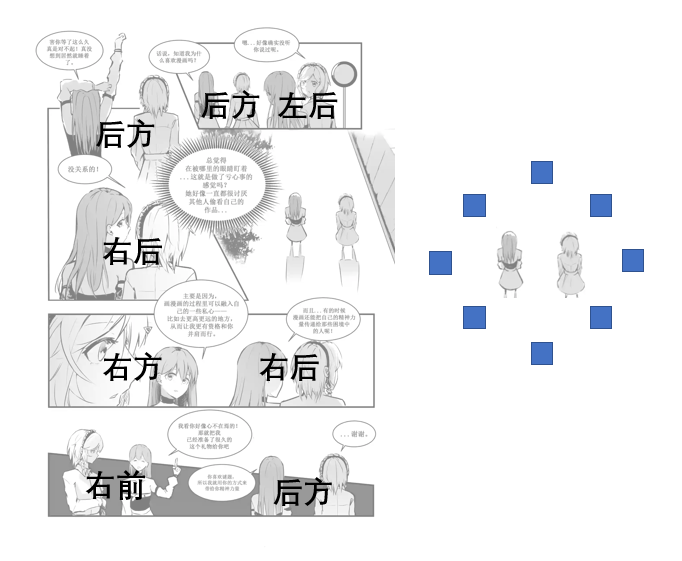 害你等了这么久
真是对不起！真没
想到居然就睡着
了。
后方
话说，知道我为什
么喜欢漫画吗？
嗯...好像确实没听
你说过呢。
后方
左后
没关系的！
总觉得
在被哪里的眼睛盯着
...这就是做了亏心事的
感觉吗？
她好像一直都很讨厌
其他人偷看自己的
作品...
右后
主要是因为，
画漫画的过程里可以融入自
己的一些私心——
比如去更高更远的地方，
从而让我更有资格和你
并肩而行。
而且...有的时候
漫画还能把自己的精神力
量传递给那些困境中
的人呢！
右方
右后
我看你好像心不在焉的！
那就把我
已经准备了很久的
这个礼物给你吧
...谢谢。
右前
你喜欢就能，
所以我就用你的方式来
带给你精神力量
后方